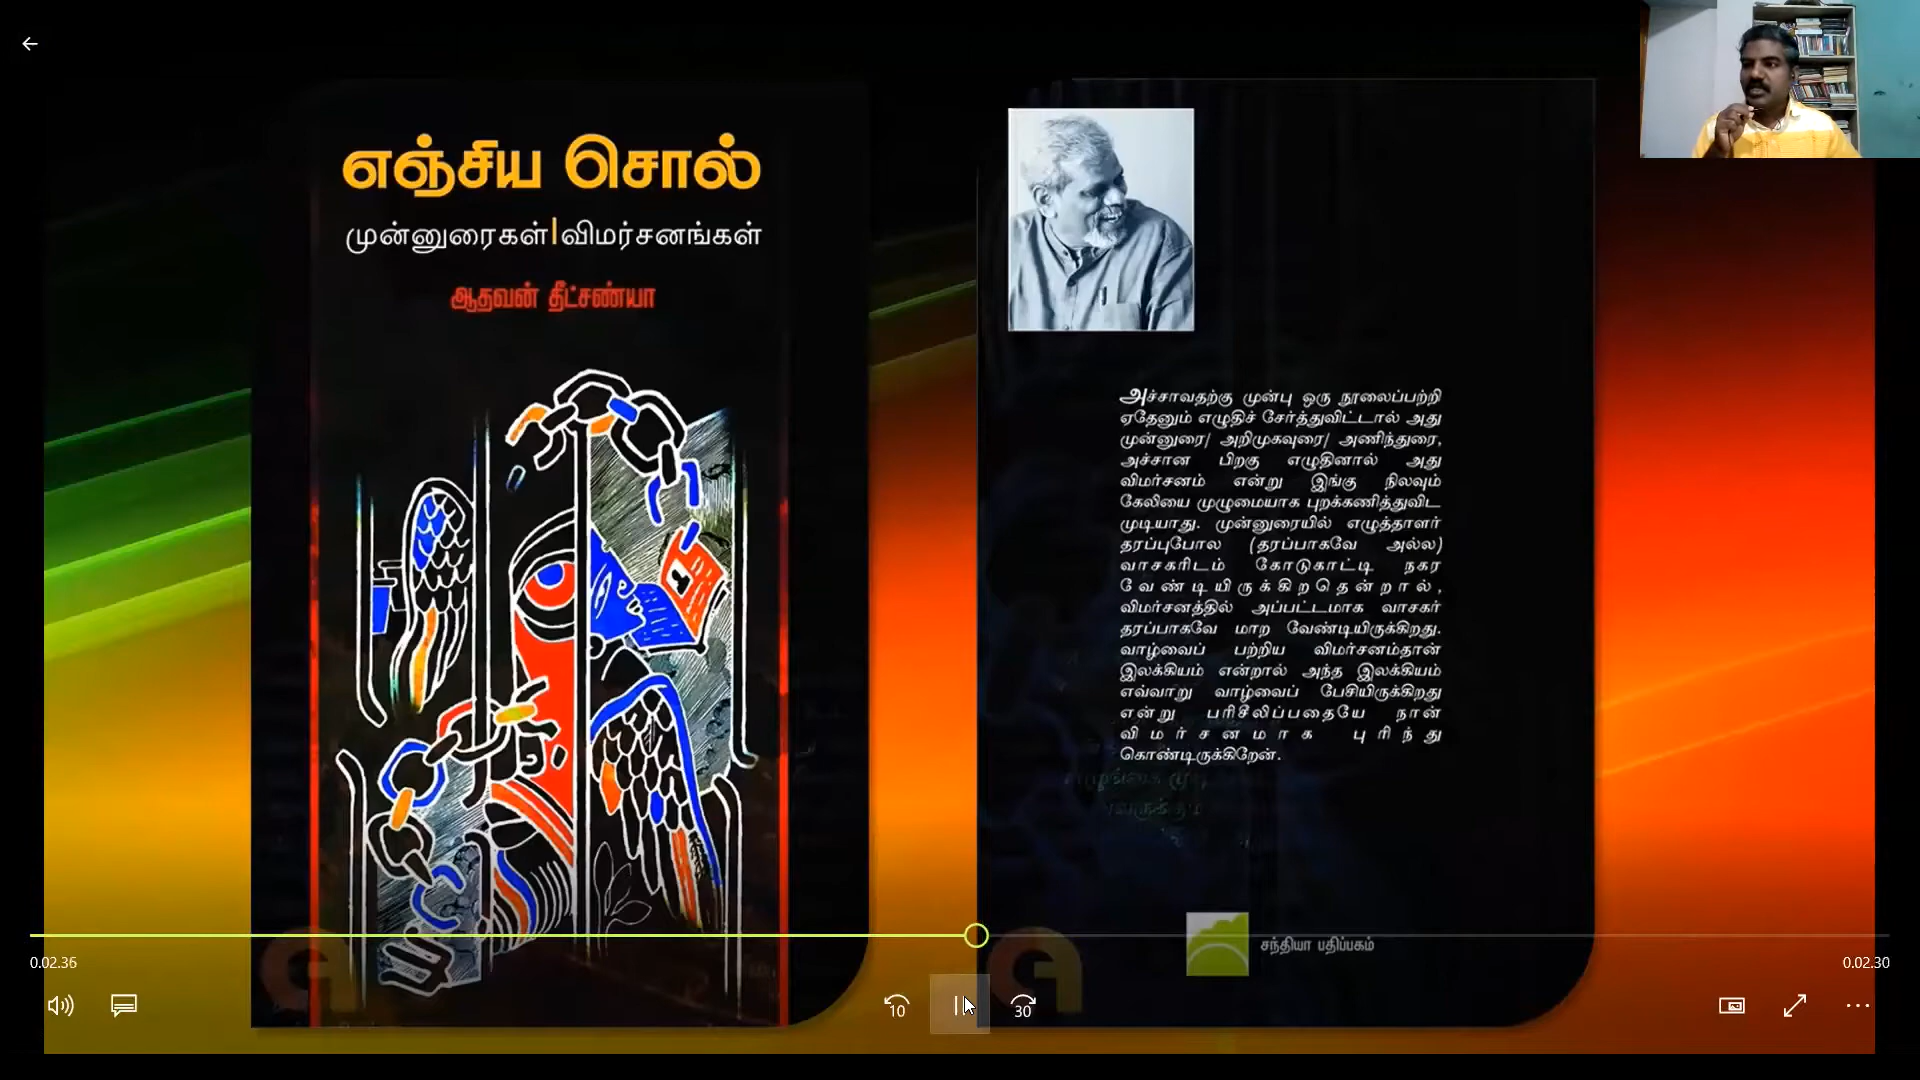 எஞ்சிய சொல்
முன்னுரைகள்|விமர்சனங்கள்
ஆதவன் தீட்சண்யா
அச்சாவதற்கு முன்பு ஒரு நூலைப்பற்றி
ஏதேனும் எழுதிச் சேர்த்துவிட்டால் அது
முன்னுரை/ அறிமுகவுரை/ அணிந்துரை,
அச்சான பிறகு எழுதினால் அது
விமர்சனம் என்று இங்கு நிலவும்
கேலியை முழுமையாக புறக்கணித்துவிட
முடியாது. முன்னுரையில் எழுத்தாளர்
தரப்புபோல (தரப்பாகவே அல்ல)
வாசகரிடம் கோடுகாட்டி நகர
வேண்டியிருக்கிறதென்றால்,
விமர்சனத்தில் அப்பட்டமாக வாசகர்
தரப்பாகவே மாற வேண்டியிருக்கிறது.
வாழ்வைப் பற்றிய விமர்சனம்தான்
இலக்கியம் என்றால் அந்த இலக்கியம்
எவ்வாறு வாழ்வைப் பேசியிருக்கிறது
என்று பரிசீலிப்பதையே நான்
விமர்சனமாக புரிந்து
கொண்டிருக்கிறேன்.
சந்தியா பதிப்பகம்
0.02.36
0.02.30
10
30